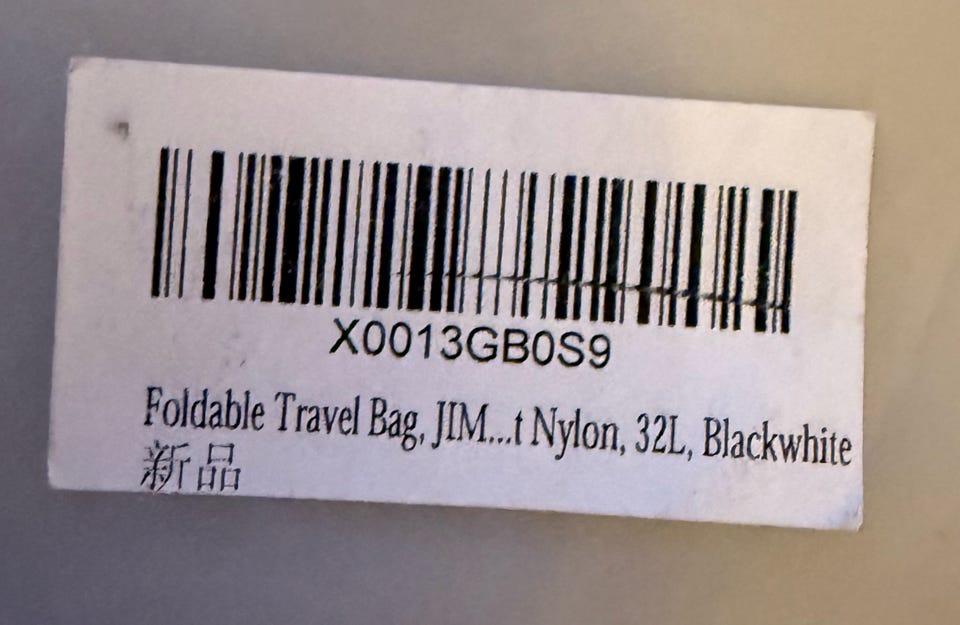 X0013GB0S9
Foldable Travel Bag, JIM...t Nylon, 32L, Blackwhite
新品